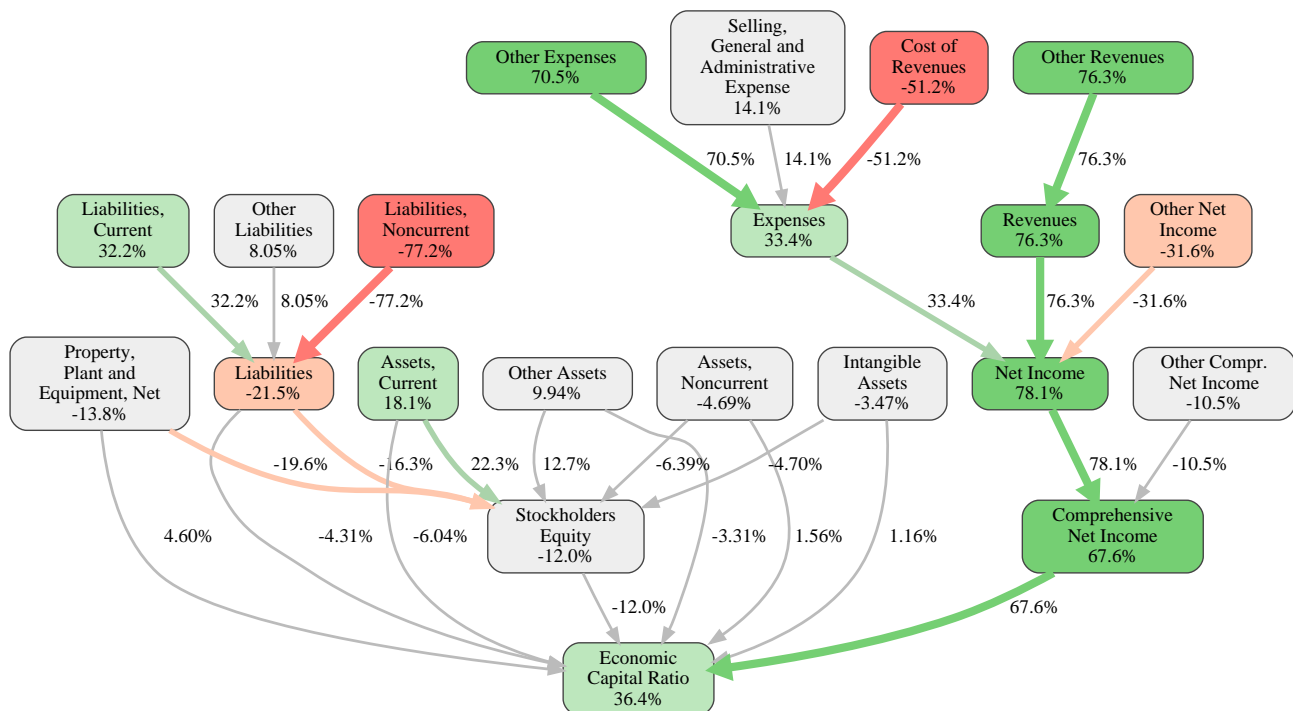 Selling,
General and
Administrative
Expense
14.1%
Other Expenses
70.5%
Cost of
Revenues
-51.2%
Other Revenues
76.3%
70.5%
14.1%
-51.2%
76.3%
Liabilities,
Current
32.2%
Other
Liabilities
8.05%
Liabilities,
Noncurrent
-77.2%
Expenses
33.4%
Revenues
76.3%
Other Net
Income
-31.6%
32.2%
8.05%
-77.2%
33.4%
76.3%
-31.6%
Property,
Plant and
Equipment, Net
-13.8%
Liabilities
-21.5%
Assets,
Current
18.1%
Other Assets
9.94%
Assets,
Noncurrent
-4.69%
Intangible
Assets
-3.47%
Net Income
78.1%
Other Compr.
Net Income
-10.5%
-19.6%
-16.3%
22.3%
12.7%
-6.39%
-4.70%
78.1%
-10.5%
Stockholders
Equity
-12.0%
Comprehensive
Net Income
67.6%
4.60%
-4.31%
-6.04%
-3.31%
1.56%
1.16%
-12.0%
67.6%
Economic
Capital Ratio
36.4%